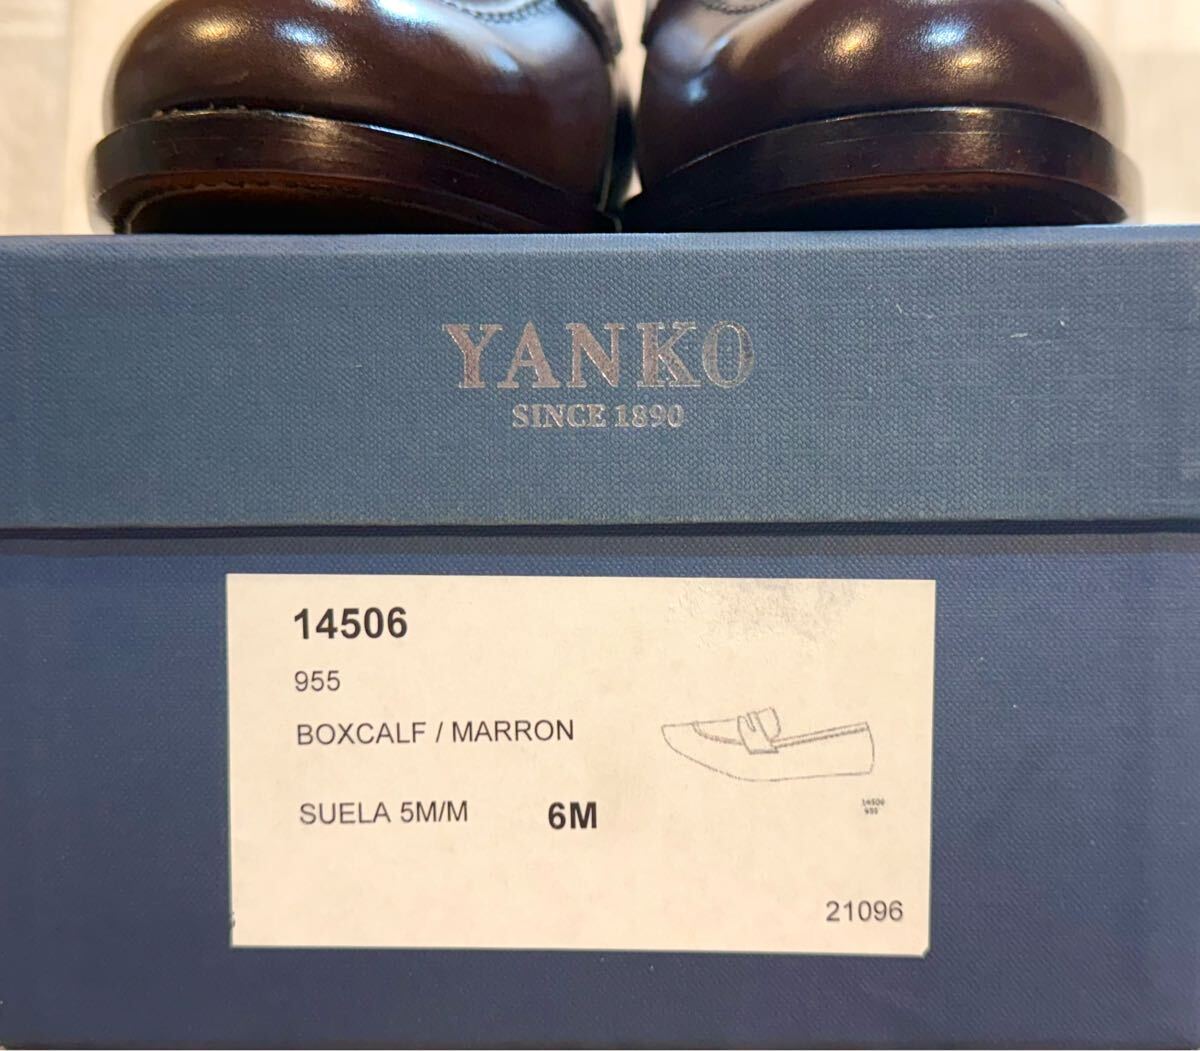 YANKO
SINCE 1890
14506
955
BOXCALF / MARRON
SUELA 5M/M 6M
14506
955
21096